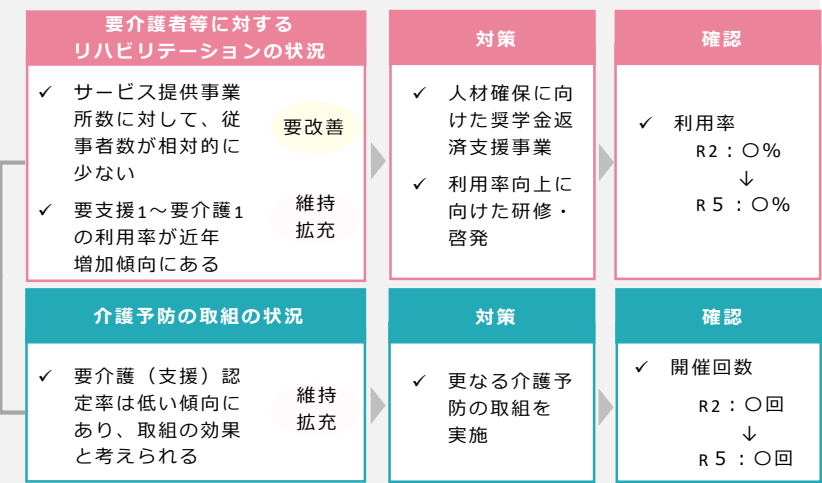 要介護者等に対する
リハビリテーションの状況
✓ サービス提供事業
所数に対して、従
事者数が相対的に
少ない
要改善
✓ 要支援1～要介護1
の利用率が近年
増加傾向にある
維持
拡充
対策
✓ 人材確保に向
けた奨学金返
済支援事業
✓ 利用率向上に
向けた研修・
啓発
確認
✓ 利用率
R2：〇%
↓
R５：〇%
介護予防の取組の状況
✓ 要介護（支援）認
定率は低い傾向に
あり、取組の効果
と考えられる
維持
拡充
対策
✓ 更なる介護予
防の取組を
実施
確認
✓ 開催回数
R2：〇回
↓
R５：〇回